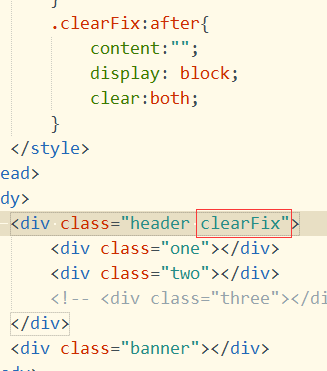 }
.clearFix:after{
content:"";
display: block;
clear:both;
}
</style>
ead>
dy>
<div class="header clearFix">
<div class="one"></div>
<div class="two"></div>
<!-- <div class="three"></di
</div>
<div class="banner"></div>